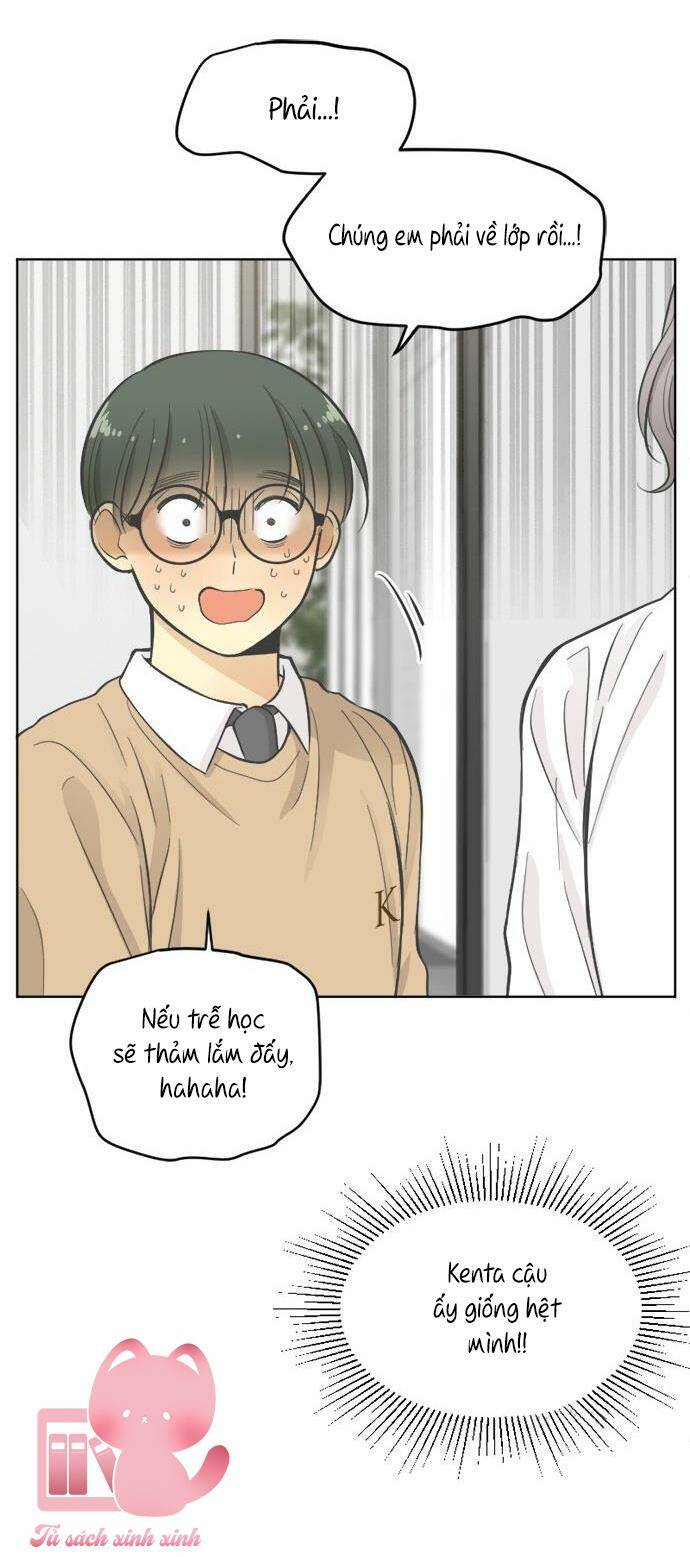 Phải...!
Chúng em phải về lớp rồi...!
K
Nếu trễ học
sẽ thảm lắm đấy,
hahaha!
Kenta cậu
ấy giống hệt
mình!!
Tủ sách xinh xinh